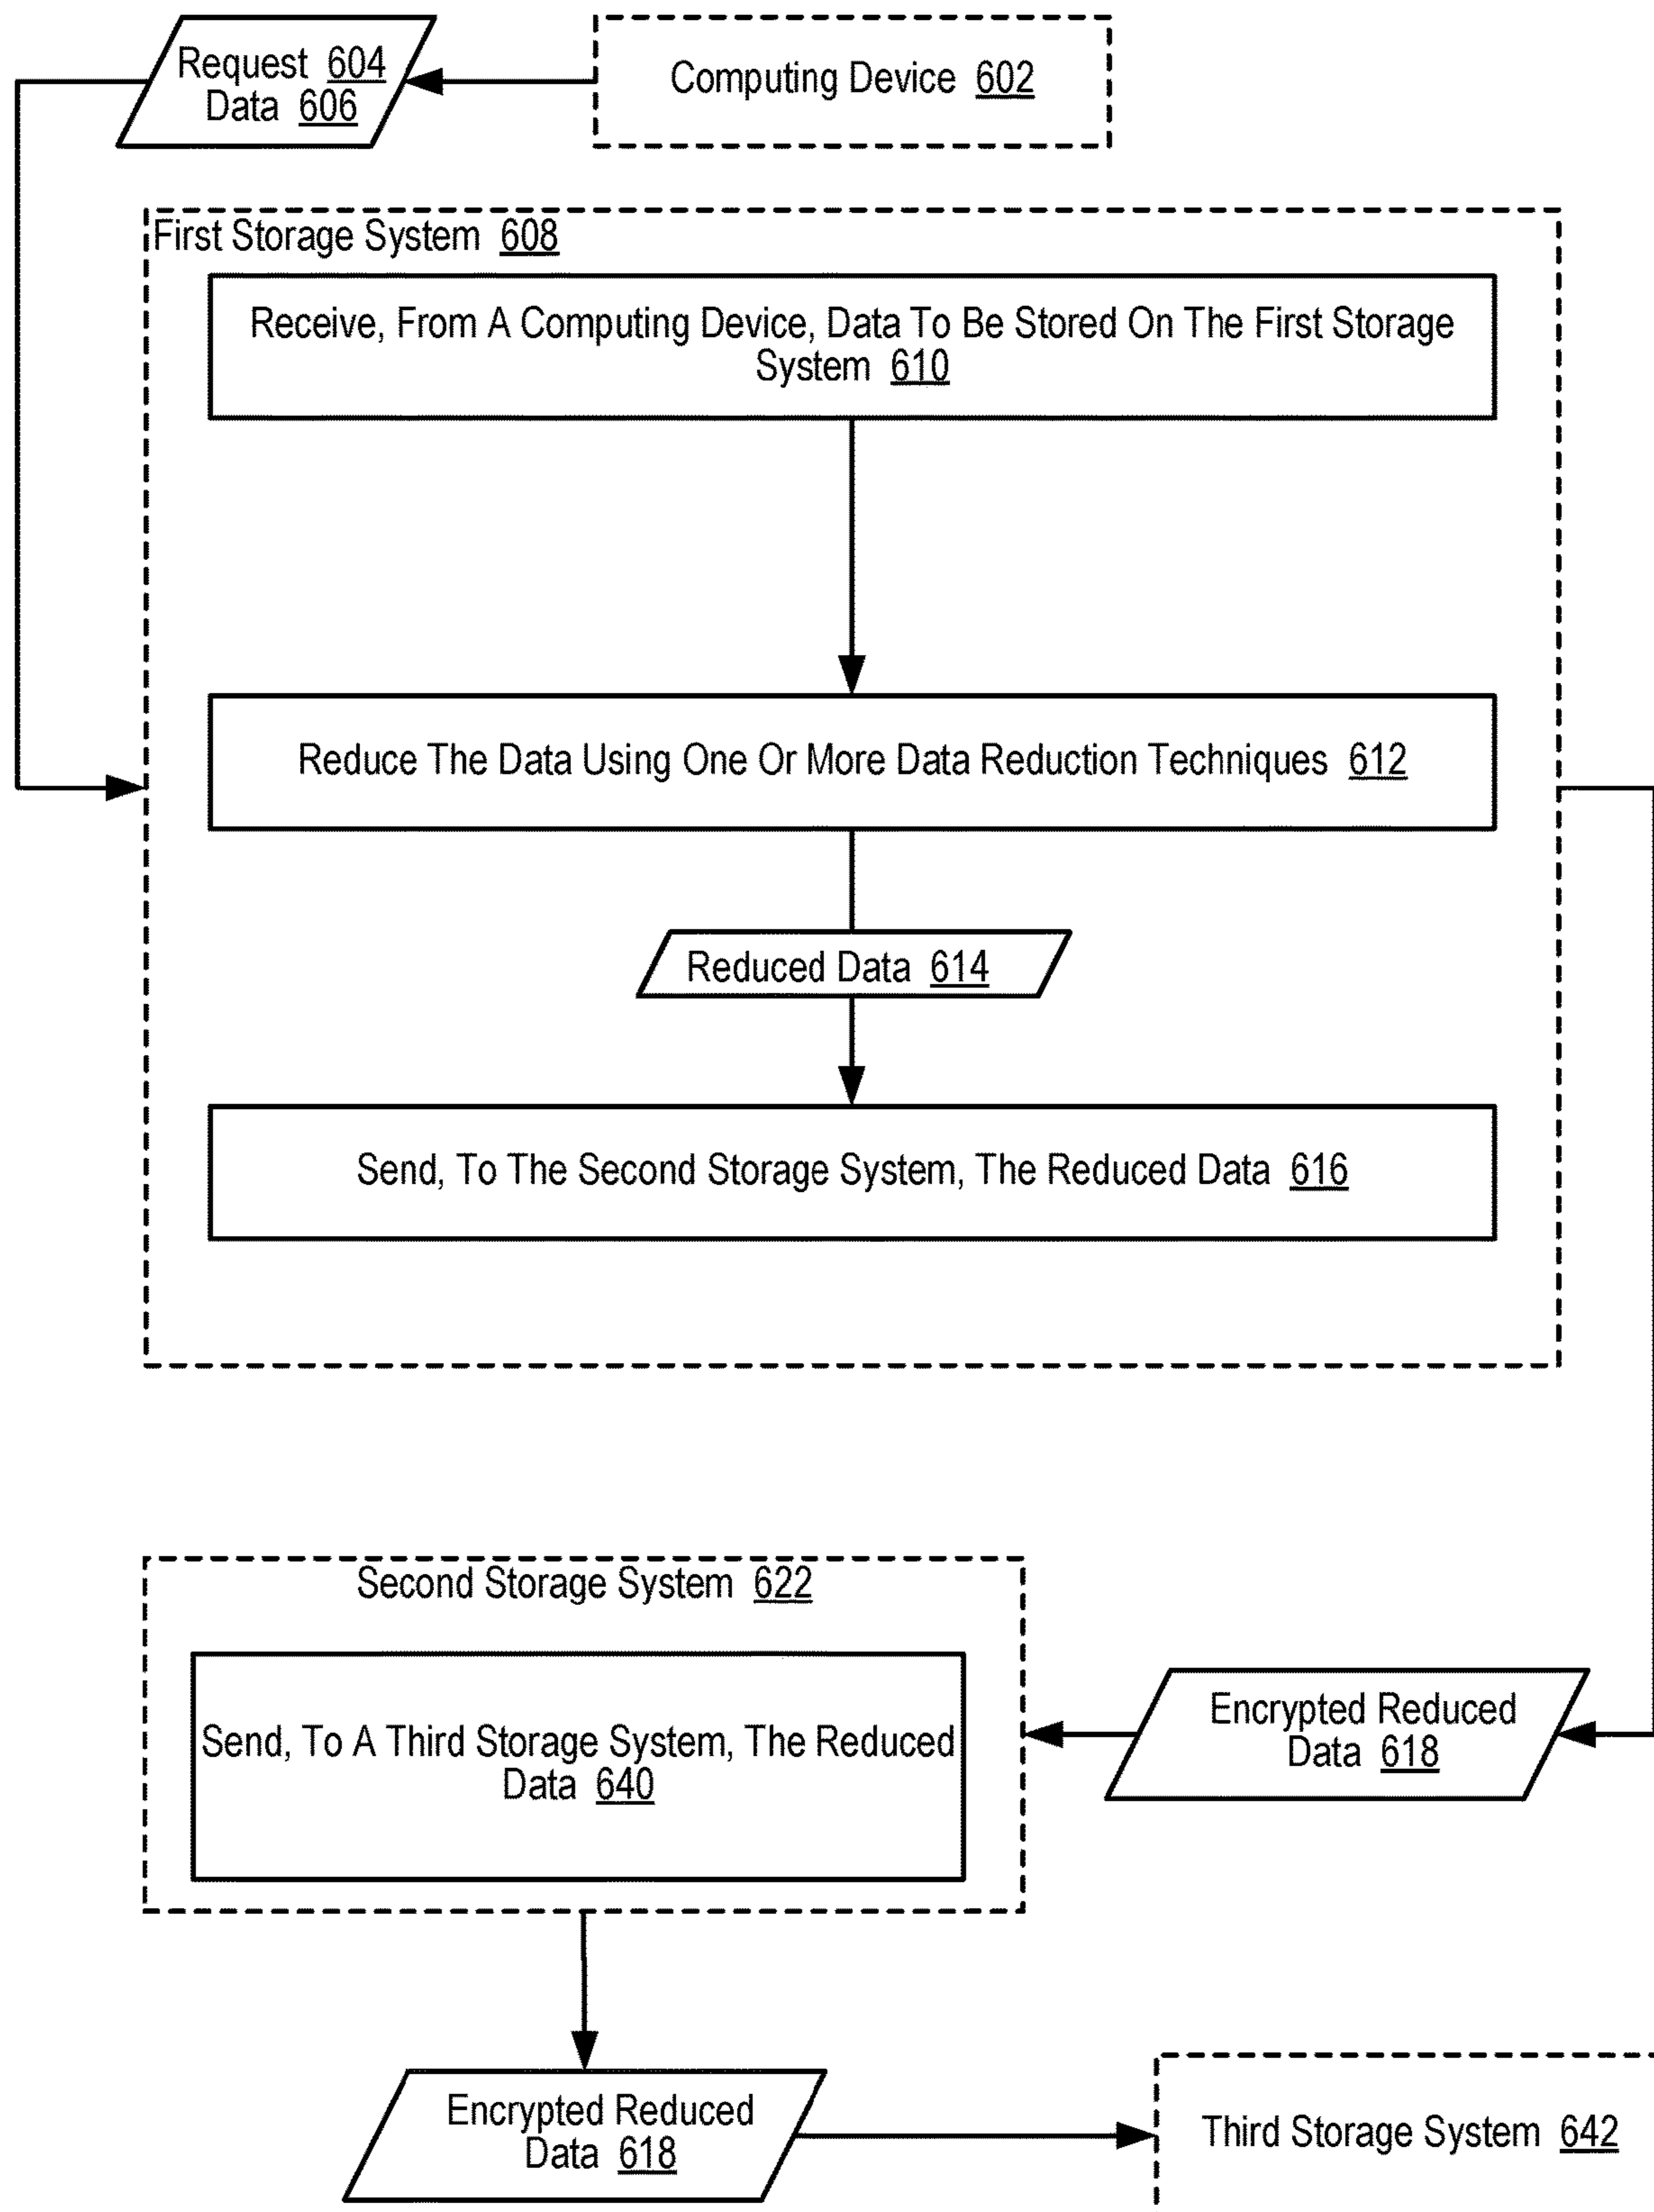 Request 604
Data 606
Computing Device 602
First Storage System 608
Receive, From A Computing Device, Data To Be Stored On The First Storage
System 610
Reduce The Data Using One Or More Data Reduction Techniques 612
Reduced Data 614
Send, To The Second Storage System, The Reduced Data 616
Second Storage System 622
Send, To A Third Storage System, The Reduced
Data 640
Encrypted Reduced
Data 618
Encrypted Reduced
Data 618
Third Storage System 642